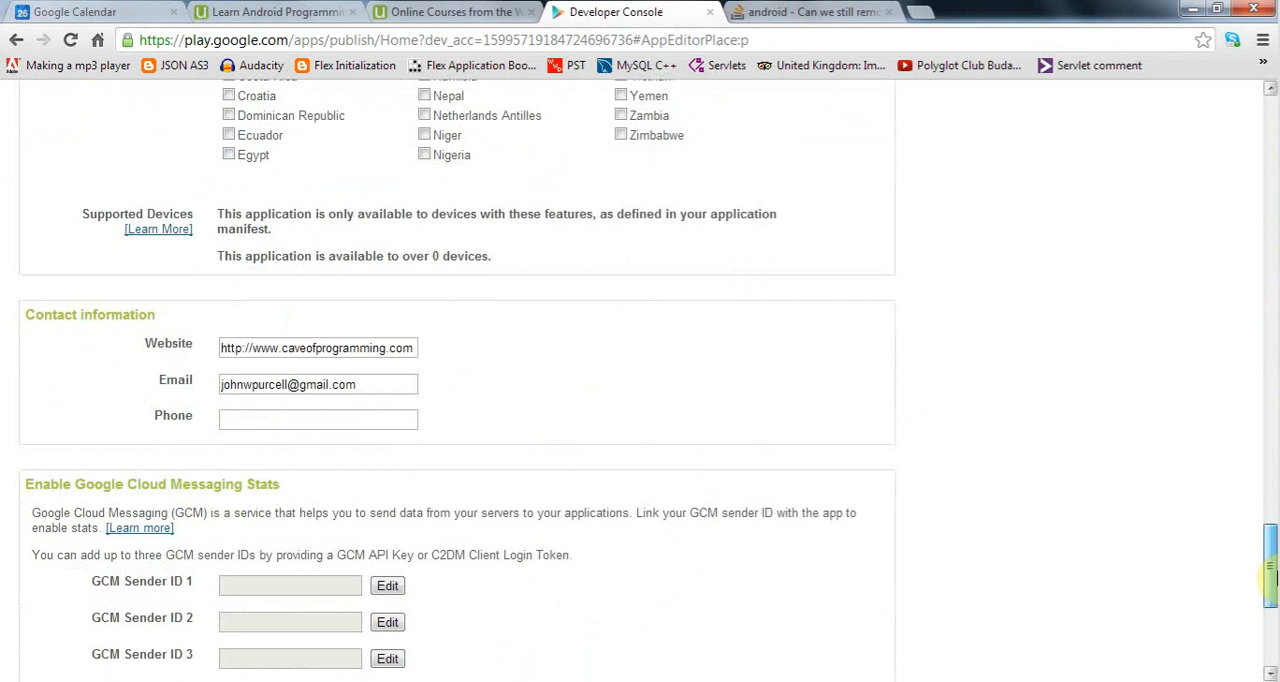 26 Google Calendar
Learn Android Programmi
Online Courses from the W
Developer Console
android - Can we still remo
https://play.google.com/apps/publish/Home?dev_acc=15995719184724696736#AppEditorPlace:p
Making a mp3 player
JSON AS3
Audacity
Flex Initialization
Flex Application Boo...
PST
MySQL C++
Servlets
United Kingdom: Im...
Polyglot Club Buda...
Servlet comment
»
Croatia
Nepal
Yemen
Dominican Republic
Netherlands Antilles
Zambia
Ecuador
Niger
Zimbabwe
Egypt
Nigeria
Supported Devices
[Learn More]
This application is only available to devices with these features, as defined in your application
manifest.
This application is available to over 0 devices.
Contact information
Website
http://www.caveofprogramming.com
Email
johnwpurcell@gmail.com
Phone
Enable Google Cloud Messaging Stats
Google Cloud Messaging (GCM) is a service that helps you to send data from your servers to your applications. Link your GCM sender ID with the app to
enable stats. [Learn more]
You can add up to three GCM sender IDs by providing a GCM API Key or C2DM Client Login Token.
GCM Sender ID 1
Edit
GCM Sender ID 2
Edit
GCM Sender ID 3
Edit